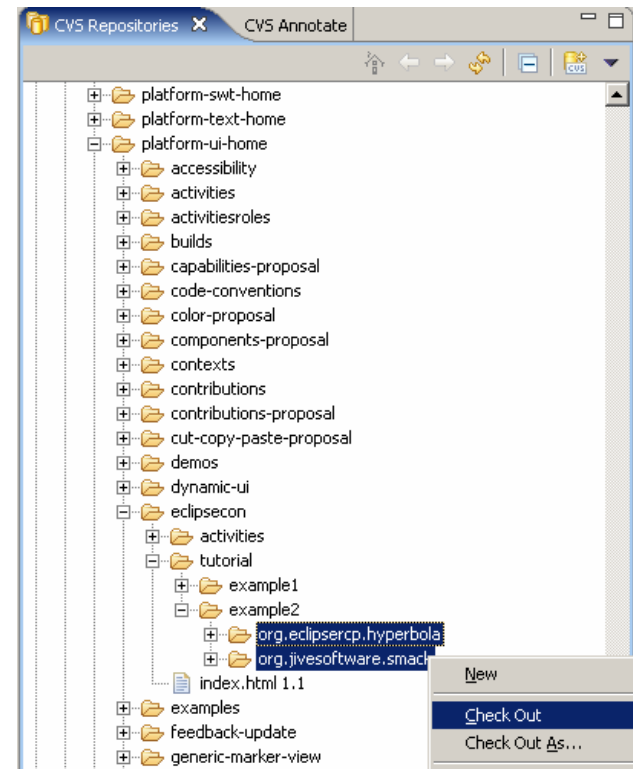 CVS Repositories CVS Annotate
CVS
platform-swt-home
platform-text-home
platform-ui-home
accessibility
activities
activitiesroles
builds
capabilities-proposal
code-conventions
color-proposal
components-proposal
contexts
contributions
contributions-proposal
cut-copy-paste-proposal
demos
dynamic-ui
eclipsecon
activities
tutorial
example1
example2
org.eclipsercp.hyperbola
org.jivesoftware.smack
index.html 1.1
examples
feedback-update
generic-marker-view
New
Check Out
Check Out As...